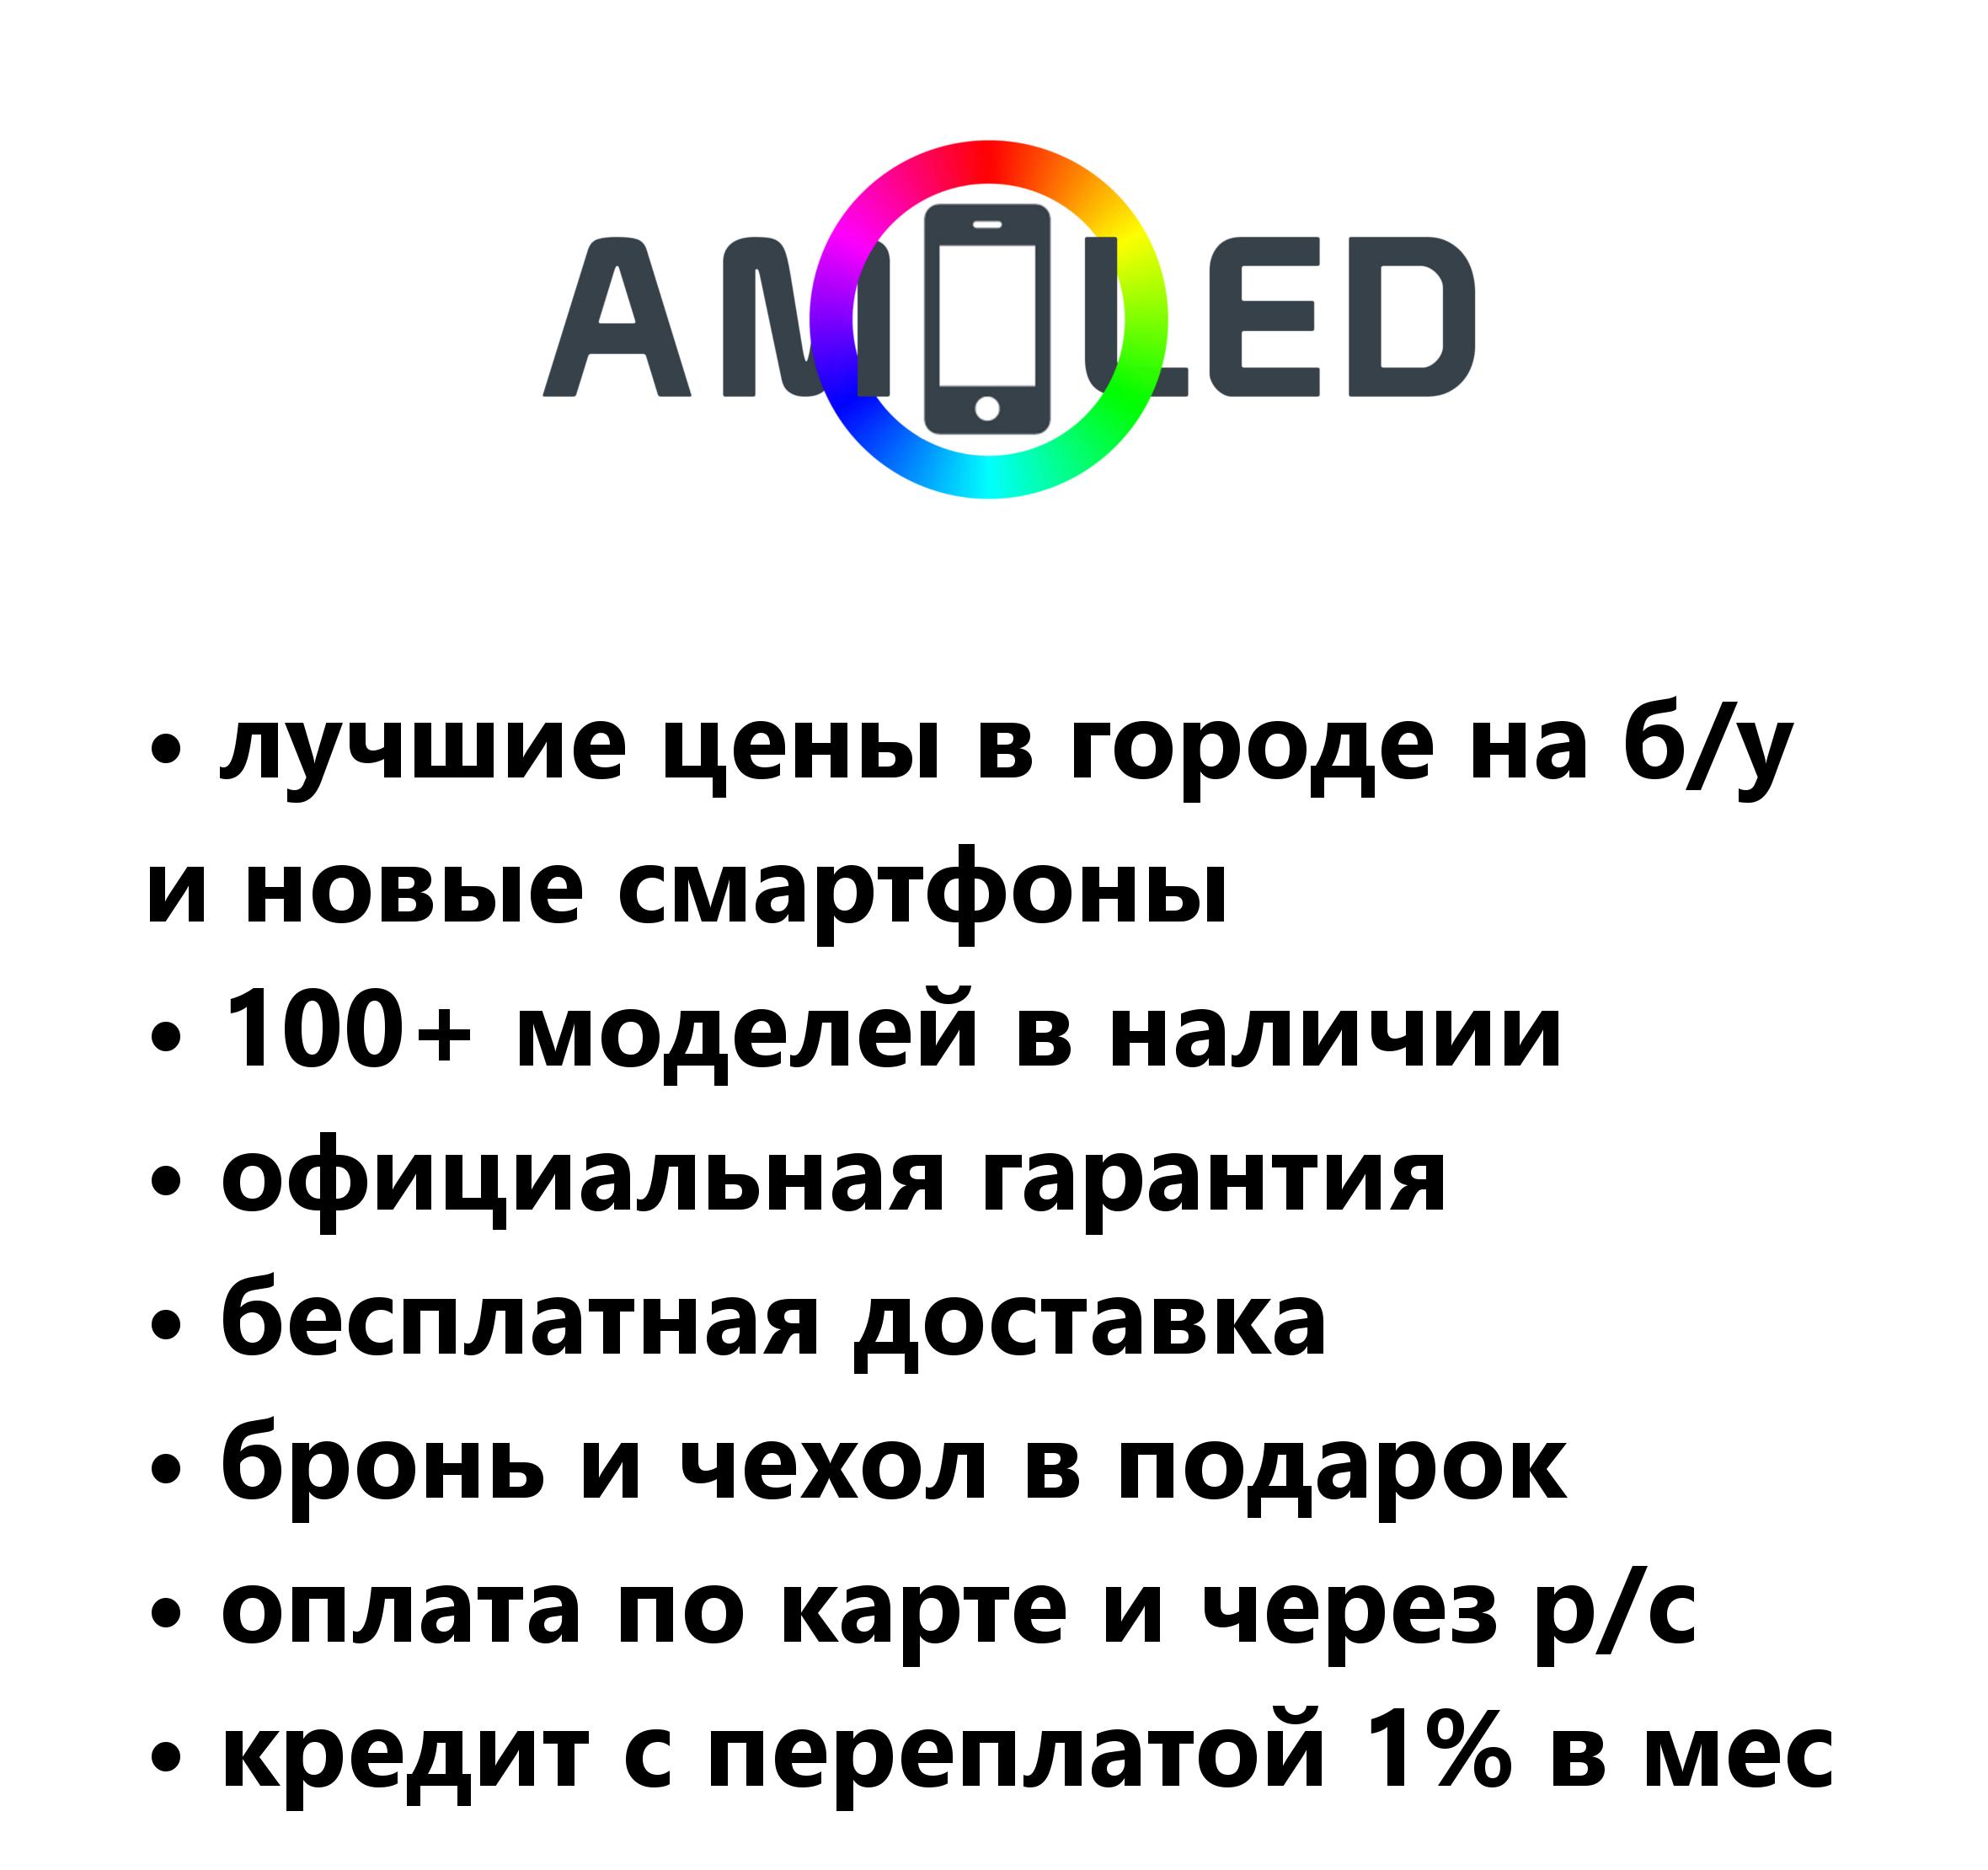 AMOLED
• лучшие цены в городе на б/у
и новые смартфоны
• 100+ моделей в наличии
• официальная гарантия
• бесплатная доставка
• бронь и чехол в подарок
• оплата по карте и через р/с
• кредит с переплатой 1% в мес